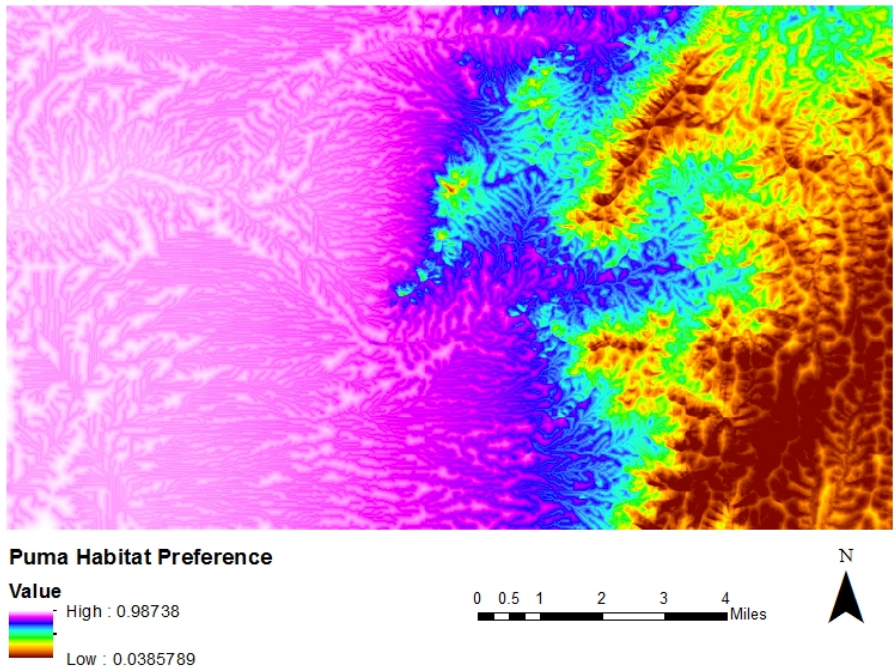 Puma Habitat Preference
Value
High : 0.98738
Low : 0.0385789
0 0.5 1 2 3 4
Miles
N